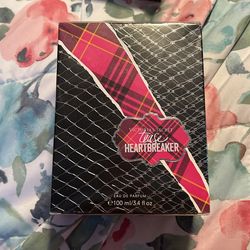 VICTORIA'S SECRET
Tease
HEARTBREAKER
EAU DE PARFUM
℮ 100 ml/3.4 fl oz